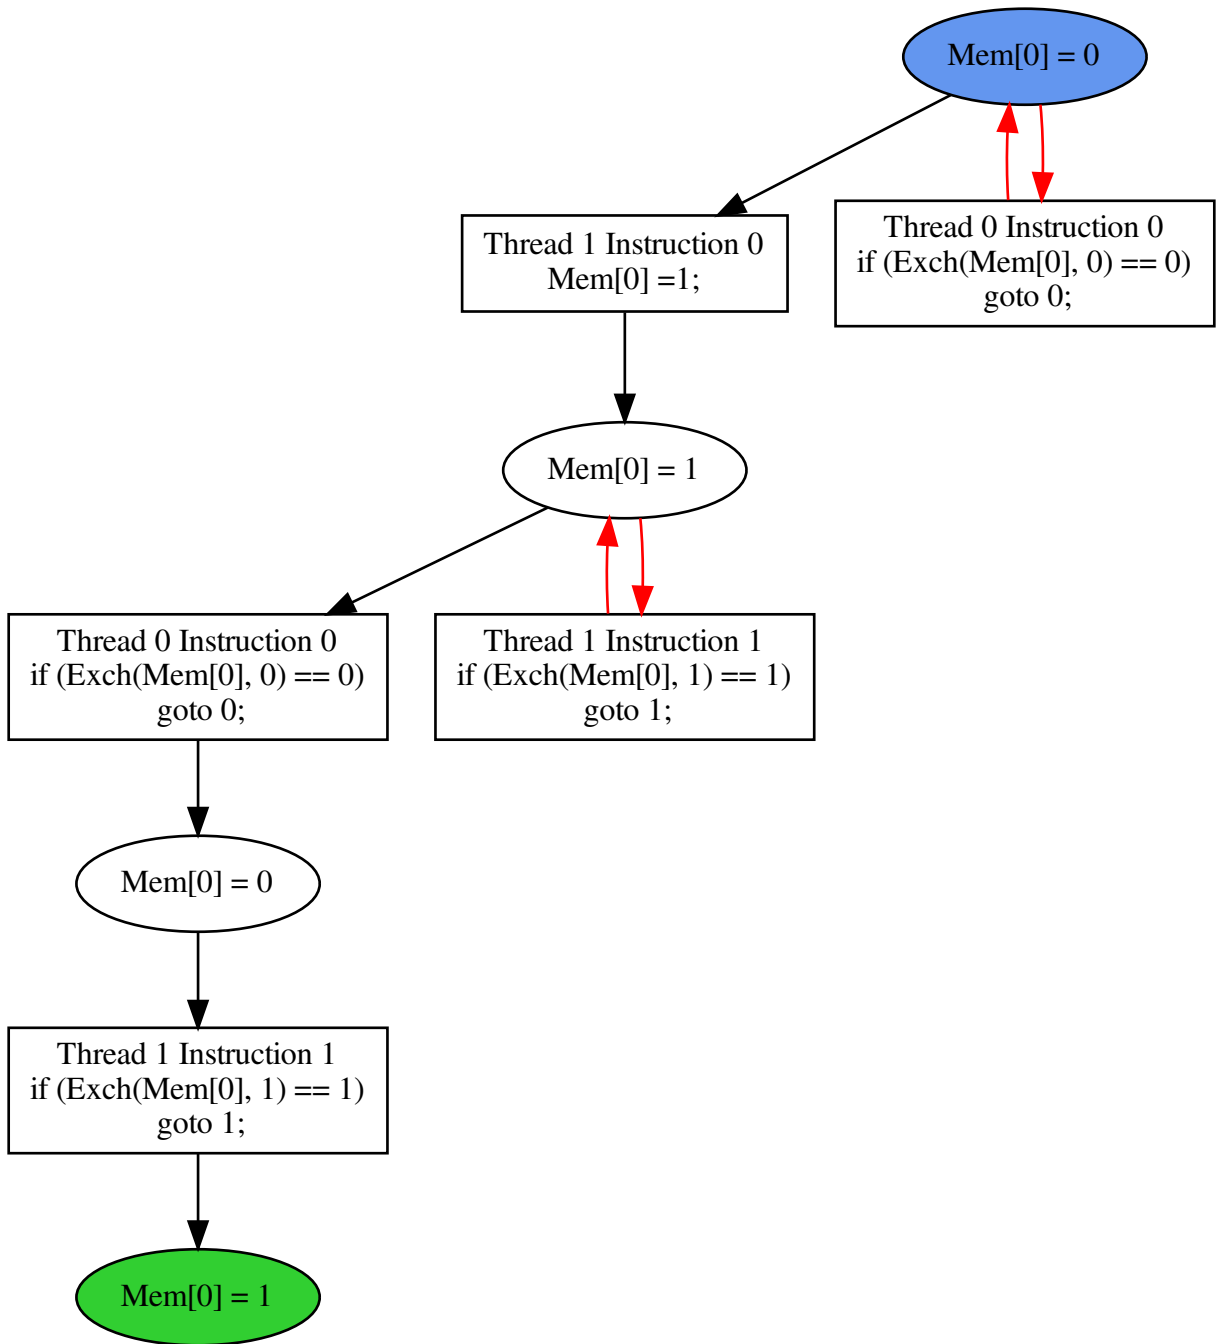 Mem[0] = 0
Thread 1 Instruction 0
Mem[0] =1;
Thread 0 Instruction 0
if (Exch(Mem[0], 0) == 0)
goto 0;
Mem[0] = 1
Thread 0 Instruction 0
if (Exch(Mem[0], 0) == 0)
goto 0;
Thread 1 Instruction 1
if (Exch(Mem[0], 1) == 1)
goto 1;
Mem[0] = 0
Thread 1 Instruction 1
if (Exch(Mem[0], 1) == 1)
goto 1;
Mem[0] = 1